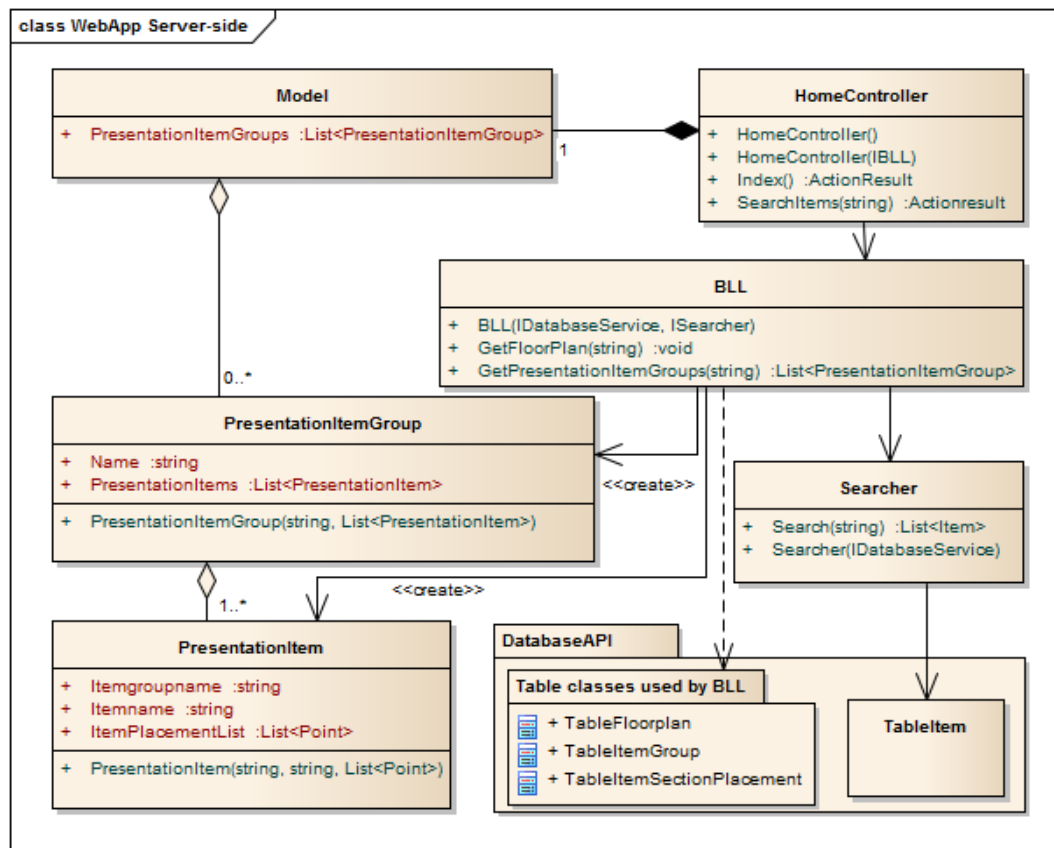 class WebApp Server-side
Model
+ PresentationItemGroups :List<PresentationItemGroup>
1
HomeController
+ HomeController()
+ HomeController(IBLL)
+ Index() :ActionResult
+ SearchItems(string) :Actionresult
BLL
+ BLL(IDatabaseService, ISearcher)
+ GetFloorPlan(string) :void
+ GetPresentationItemGroups(string) :List<PresentationItemGroup>
0..*
PresentationItemGroup
+ Name :string
+ PresentationItems :List<PresentationItem>
+ PresentationItemGroup(string, List<PresentationItem>)
<<create>>
Searcher
+ Search(string) :List<Item>
+ Searcher(IDatabaseService)
<<create>>
1..*
PresentationItem
+ Itemgroupname :string
+ Itemname :string
+ ItemPlacementList :List<Point>
+ PresentationItem(string, string, List<Point>)
DatabaseAPI
Table classes used by BLL
+ TableFloorplan
+ TableItemGroup
+ TableItemSectionPlacement
TableItem